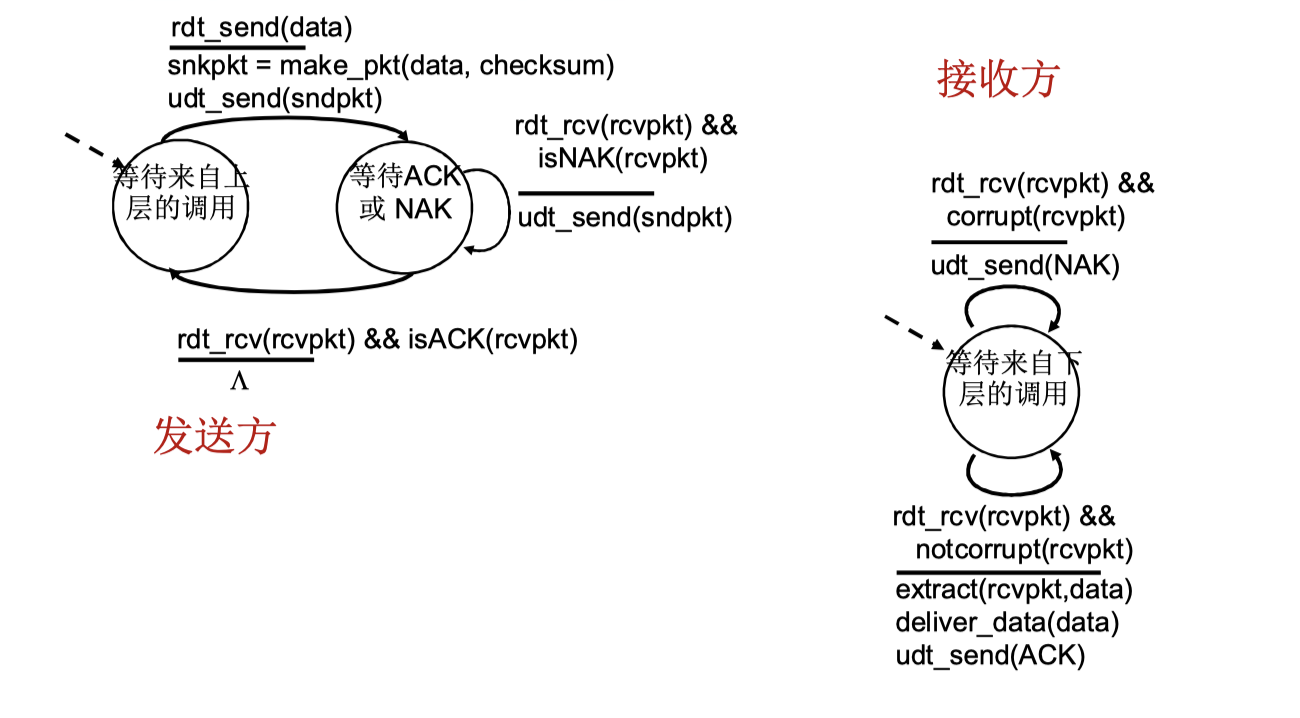 rdt_send(data)
snkpkt = make_pkt(data, checksum)
udt_send(sndpkt)
等待来自上
层的调用
等待ACK
或 NAK
rdt_rcv(rcvpkt) &&
isNAK(rcvpkt)
udt_send(sndpkt)
rdt_rcv(rcvpkt) && isACK(rcvpkt)
Λ
发送方
接收方
rdt_rcv(rcvpkt) &&
corrupt(rcvpkt)
udt_send(NAK)
等待来自下
层的调用
rdt_rcv(rcvpkt) &&
notcorrupt(rcvpkt)
extract(rcvpkt,data)
deliver_data(data)
udt_send(ACK)